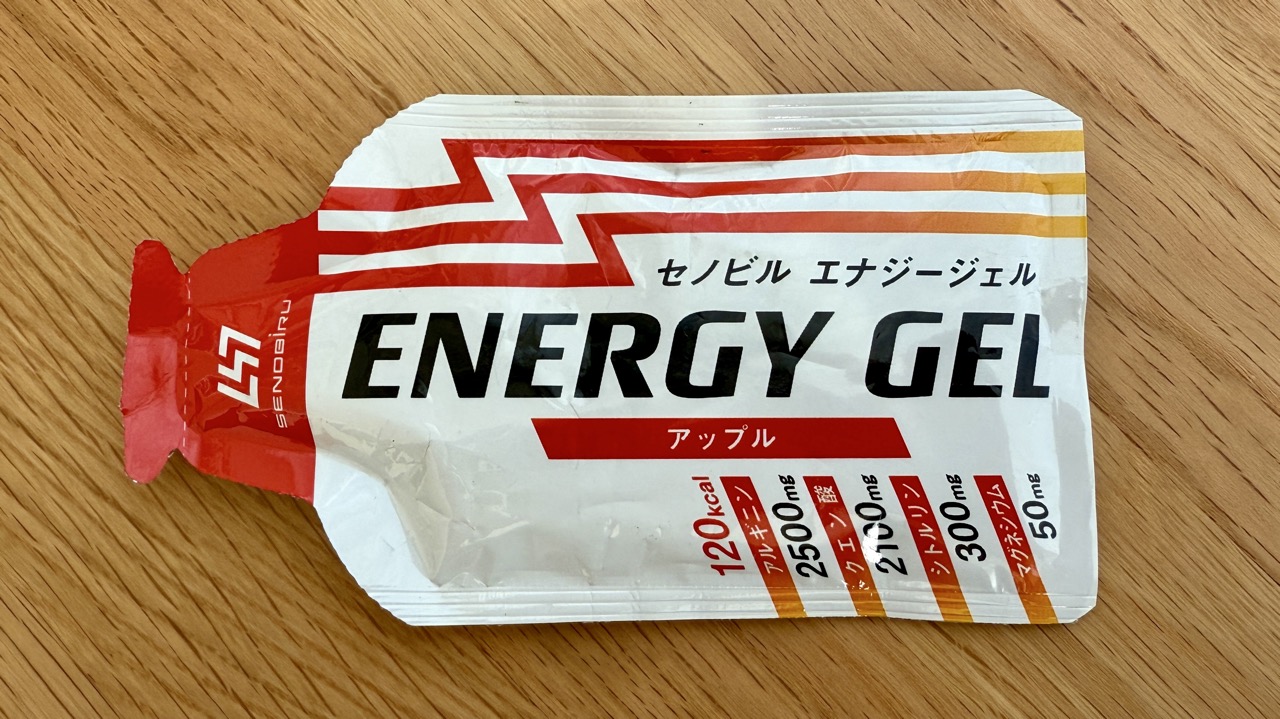 SENOBiRU
セノビル エナジージェル
ENERGY GEL
アップル
120kcal
アルギニン
2500mg
クエン酸
2100mg
シトルリン
300mg
マグネシウム
50mg